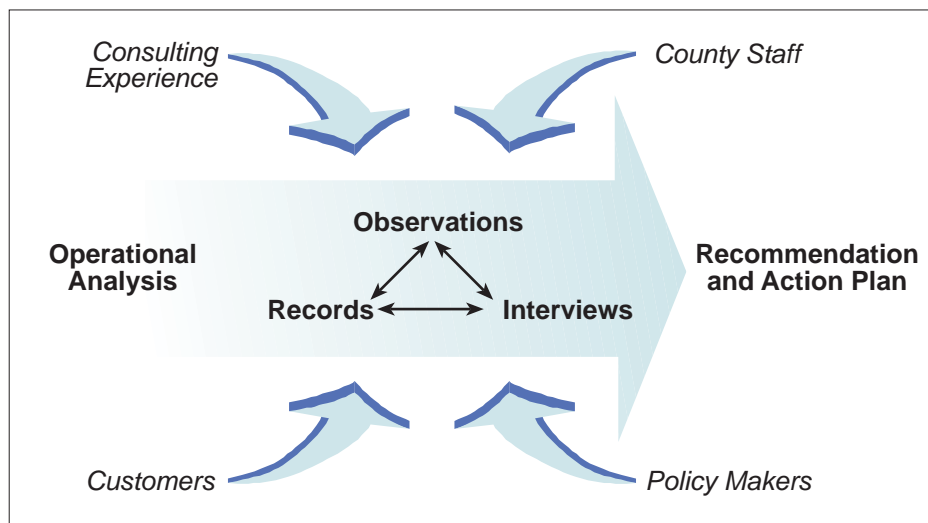 Consulting
Experience
County Staff
Observations
Operational
Analysis
Recommendation
and Action Plan
Records
Interviews
Customers
Policy Makers